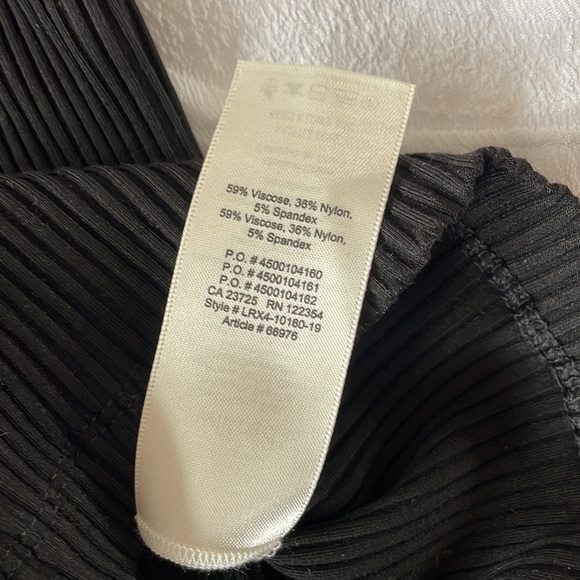 59% Viscose, 36% Nylon,
5% Spandex
59% Viscose, 36% Nylon,
5% Spandex
P.O. # 4500104160
P.O. # 4500104161
P.O. # 4500104162
CA 23725 RN 122354
Style # LRX4-10160-19
Article # 66976